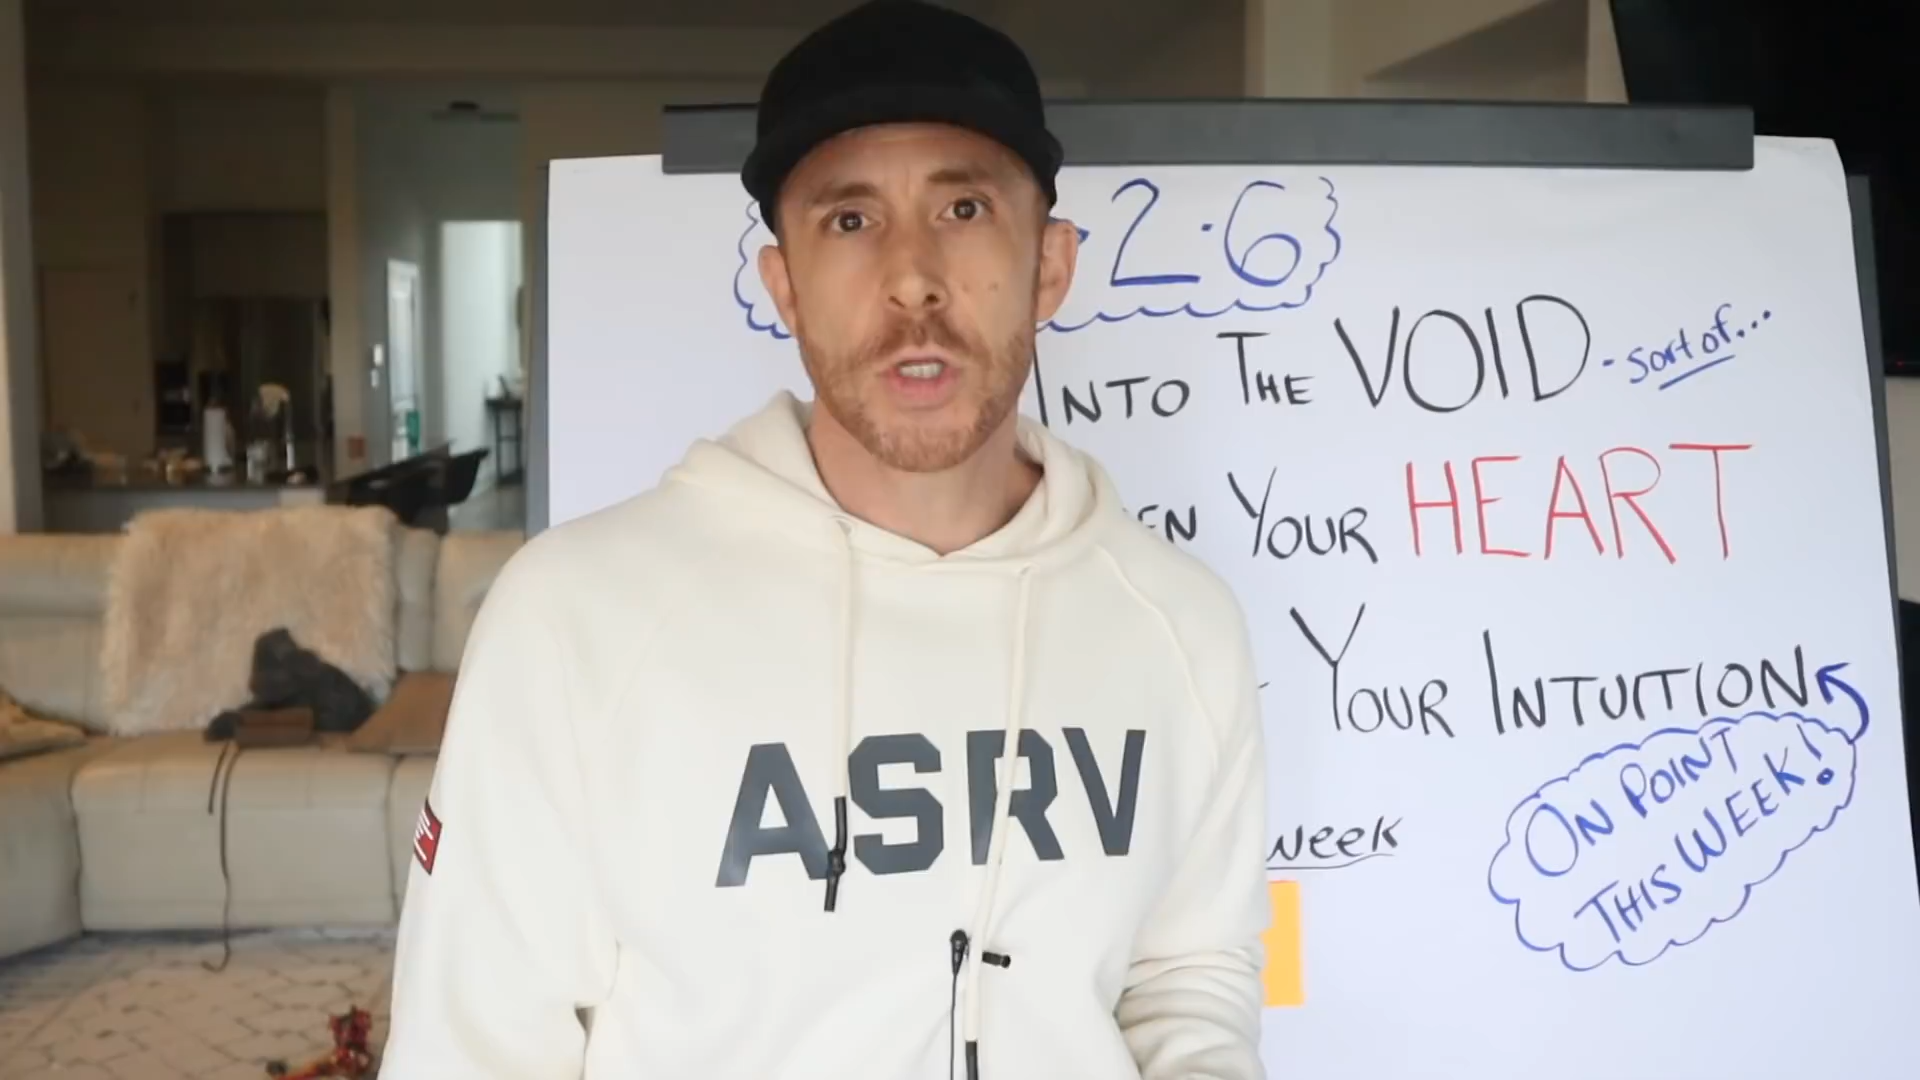 2.6
INTO THE VOID - sort of...
YOUR HEART
YOUR INTUITION
ON POINT
THIS WEEK!
week
ASRV